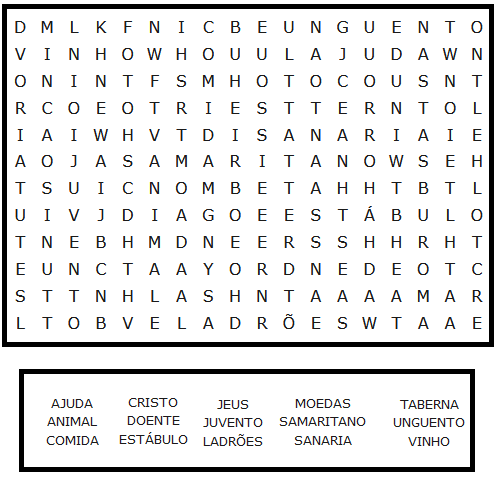 D M L K F N I C B E U N G U E N T O
V I N H O W H O U U L A J U D A W N
O N I N T F S M H O T O C O U S N T
R C O E O T R I E S T T E R N T O L
I A I W H V T D I S A N A R I A I E
A O J A S A M A R I T A N O W S E H
T S U I C N O M B E T A H H T B T L
U I V J D I A G O E E S T Á B U L O
T N E B H M D N E E R S S H H R H T
E U N C T A A Y O R D N E D E O T C
S T T N H L A S H N T A A A A M A R
L T O B V E L A D R Õ E S W T A A E
AJUDA CRISTO JEUS MOEDAS TABERNA
ANIMAL DOENTE JUVENTO SAMARITANO UNGUENTO
COMIDA ESTÁBULO LADRÕES SANARIA VINHO